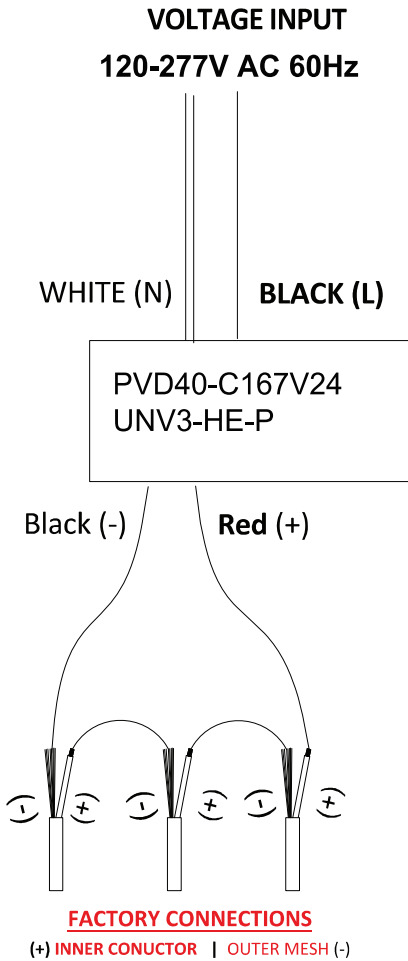 VOLTAGE INPUT
120-277V AC 60Hz
WHITE (N)
BLACK (L)
PVD40-C167V24
UNV3-HE-P
Black (-)
Red (+)
(-) (+) (-) (+) (-) (+)
FACTORY CONNECTIONS
(+) INNER CONUCTOR | OUTER MESH (-)